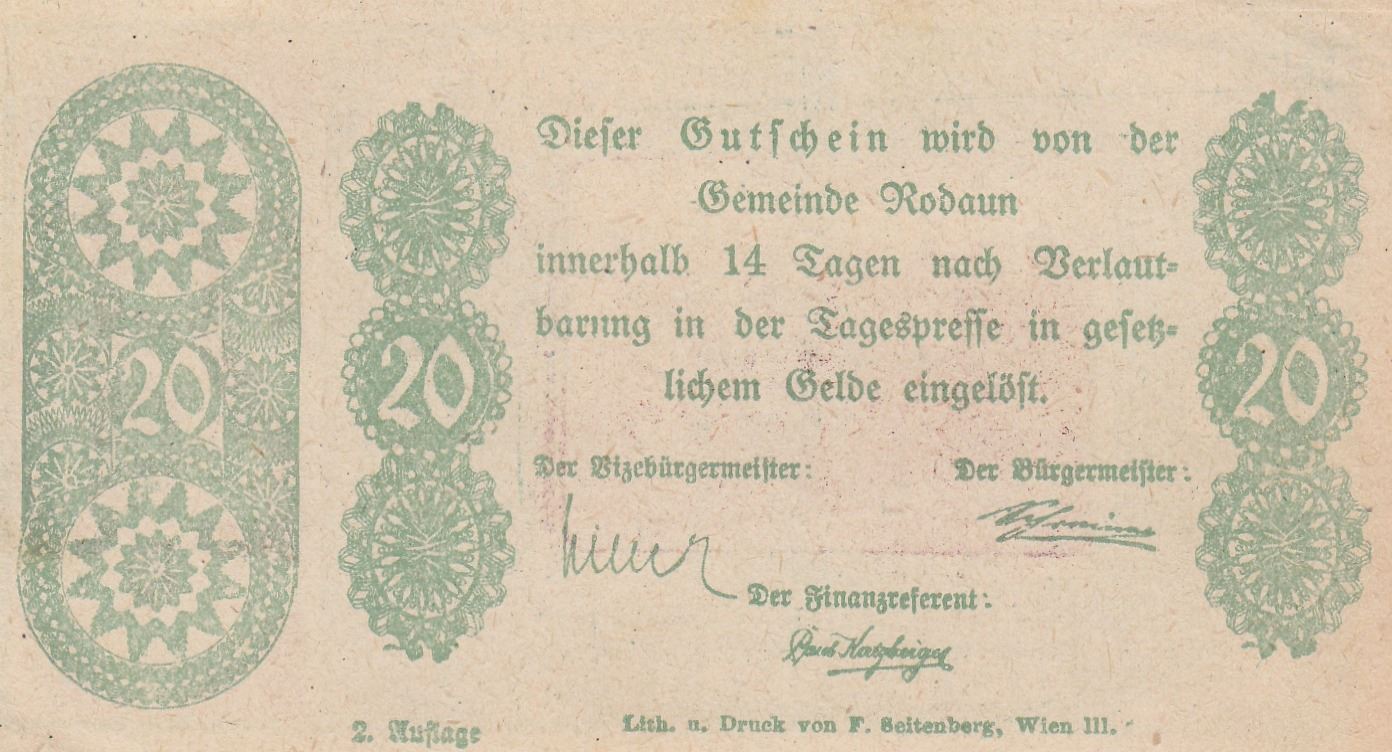 Dieser Gutschein wird von der
Gemeinde Rodaun
innerhalb 14 Tagen nach Verlaut=
barung in der Tagespresse in gesetz=
lichem Gelde eingelöst.
20
20
20
Der Vizebürgermeister:
Der Bürgermeister:
Der Finanzreferent:
2. Auflage
Lith. u. Druck von F. Seitenberg, Wien III.